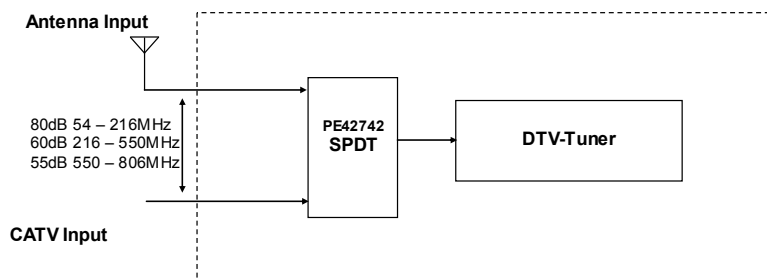 Antenna Input
80dB 54 – 216MHz
60dB 216 – 550MHz
55dB 550 – 806MHz
PE42742
SPDT
DTV-Tuner
CATV Input